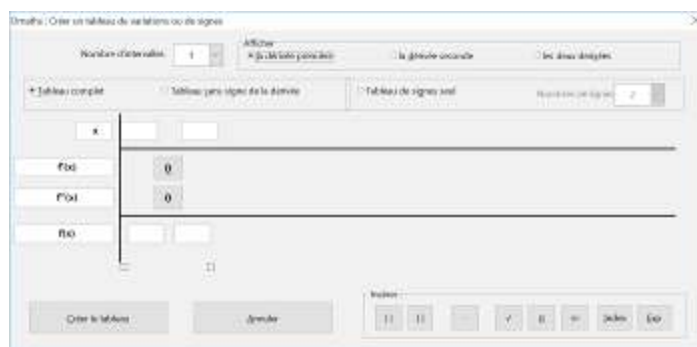 Dmaths : Créer un tableau de variations ou de signes
Nombre d'intervalles 1 Afficher la dérivée première la dérivée seconde les deux dérivées
Tableau complet Tableau sans signe de la dérivée Tableau de signes seul Nombre de lignes 2
x
f'(x) 0
f''(x) 0
f(x)
Insérer
Créer le tableau Annuler Index Exp